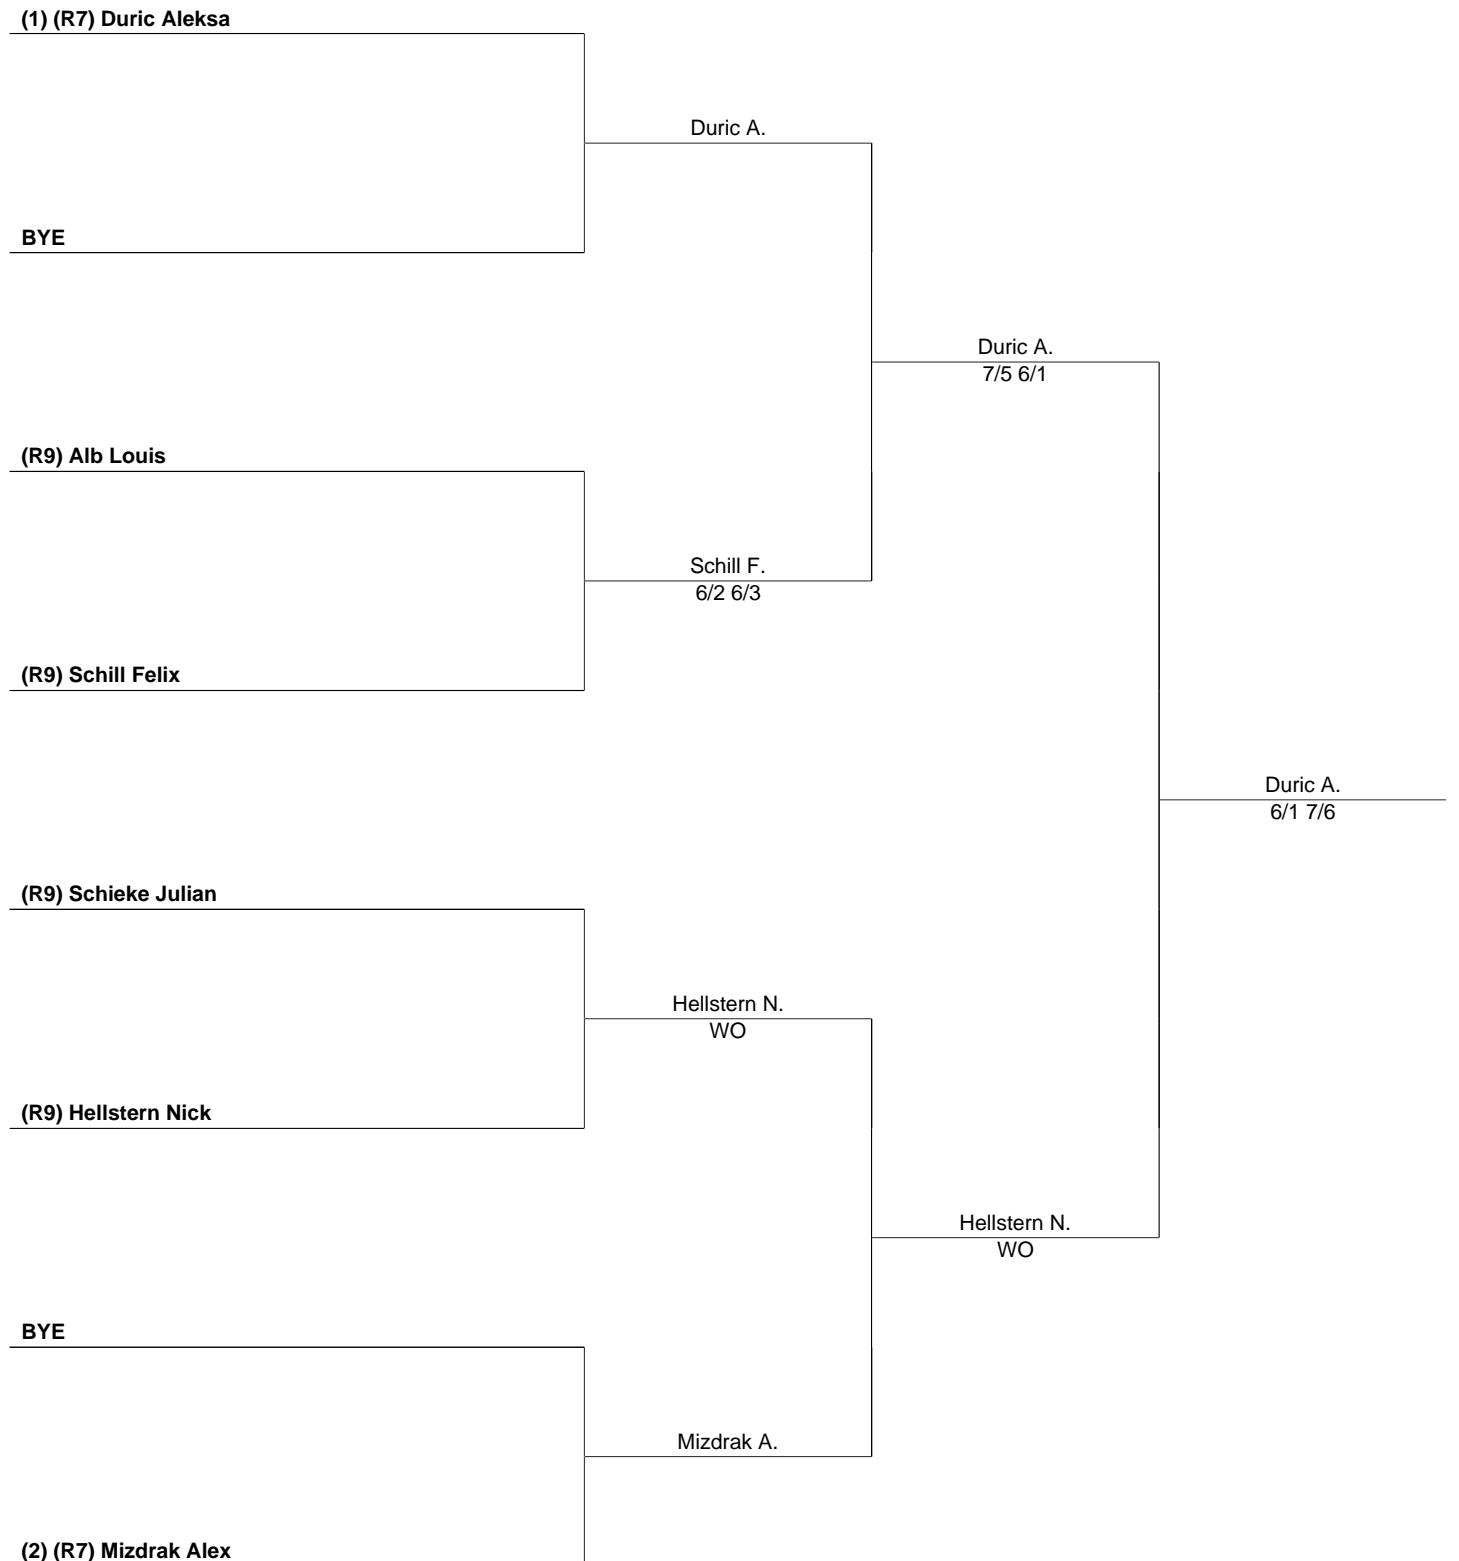 (1) (R7) Duric Aleksa
Duric A.
BYE
Duric A.
7/5 6/1
(R9) Alb Louis
Schill F.
6/2 6/3
(R9) Schill Felix
Duric A.
6/1 7/6
(R9) Schieke Julian
Hellstern N.
WO
(R9) Hellstern Nick
Hellstern N.
WO
BYE
Mizdrak A.
(2) (R7) Mizdrak Alex